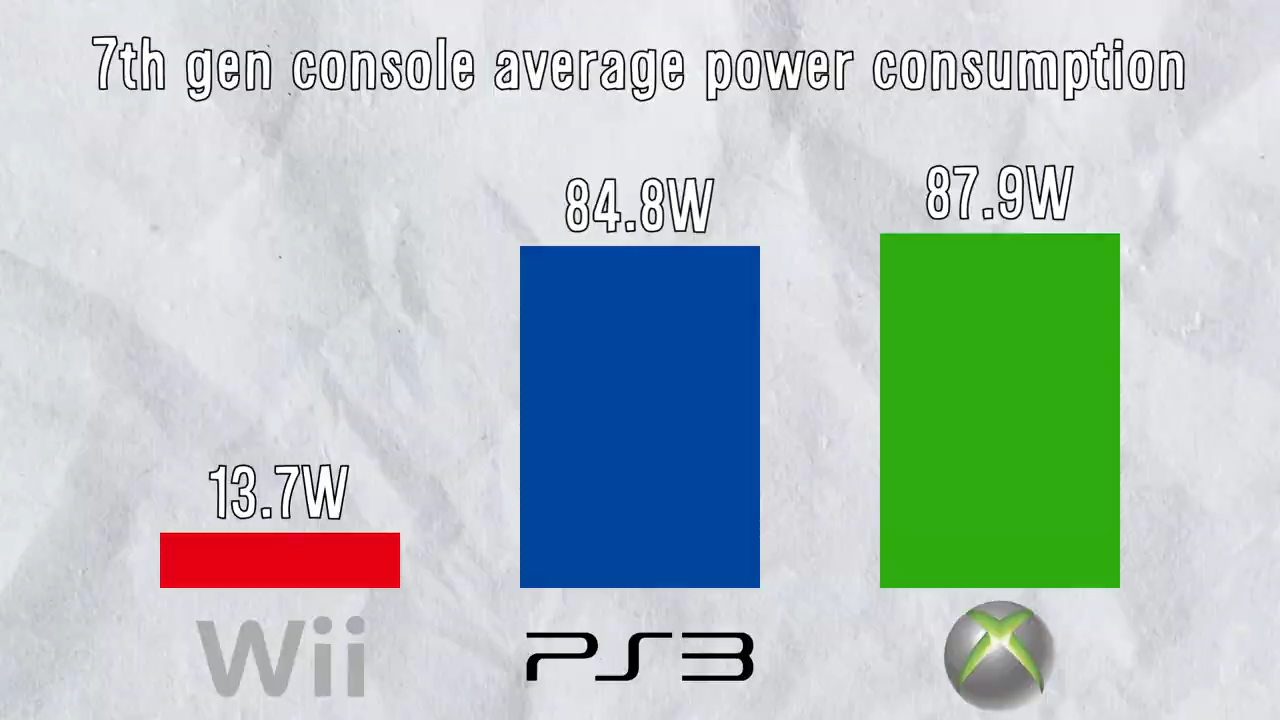 7th gen console average power consumption
87.9W
84.8W
13.7W
Wii
PS3